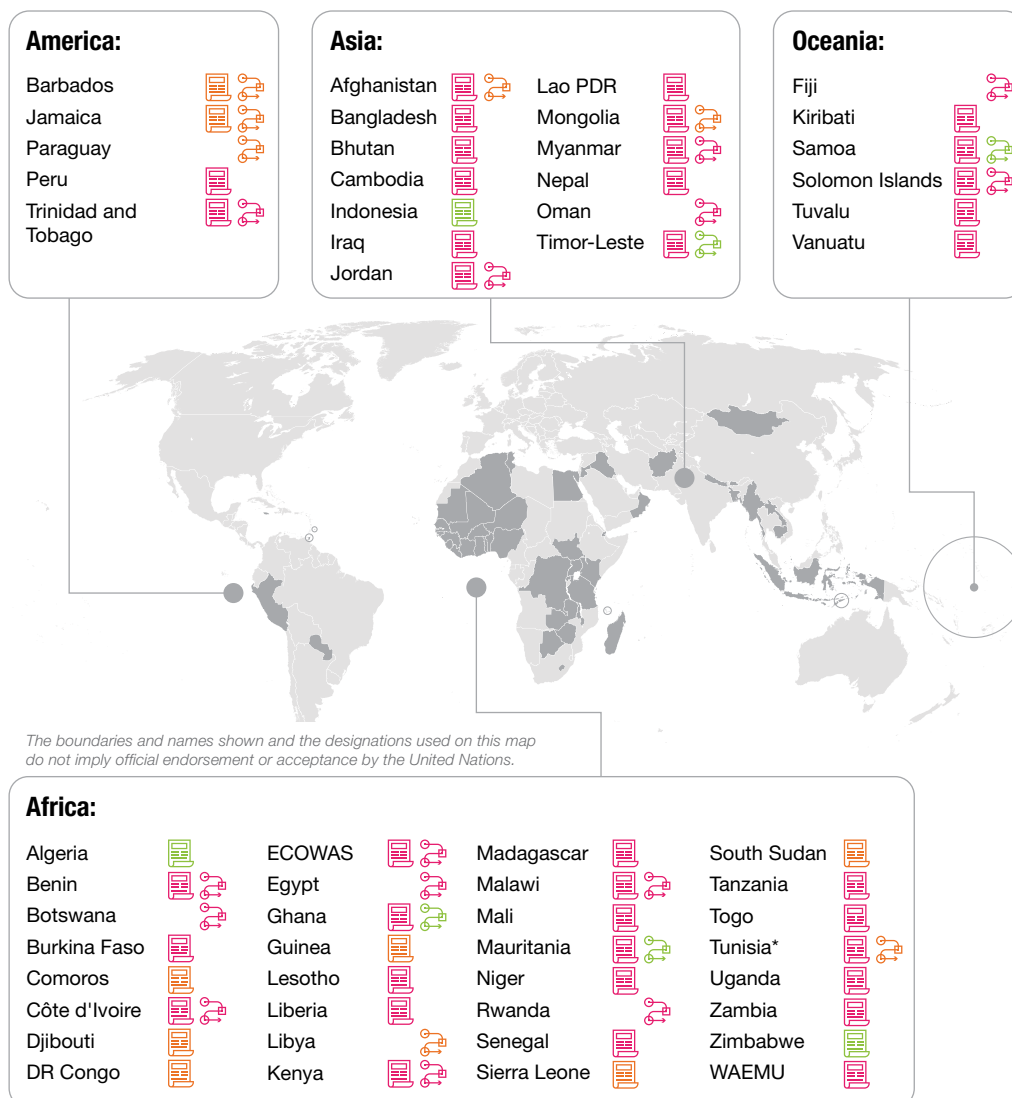 America:
Barbados
Jamaica
Paraguay
Peru
Trinidad and
Tobago
Asia:
Afghanistan
Bangladesh
Bhutan
Cambodia
Indonesia
Iraq
Jordan
Lao PDR
Mongolia
Myanmar
Nepal
Oman
Timor-Leste
Oceania:
Fiji
Kiribati
Samoa
Solomon Islands
Tuvalu
Vanuatu
The boundaries and names shown and the designations used on this map
do not imply official endorsement or acceptance by the United Nations.
Africa:
Algeria
Benin
Botswana
Burkina Faso
Comoros
Côte d'Ivoire
Djibouti
DR Congo
ECOWAS
Egypt
Ghana
Guinea
Lesotho
Liberia
Libya
Kenya
Madagascar
Malawi
Mali
Mauritania
Niger
Rwanda
Senegal
Sierra Leone
South Sudan
Tanzania
Togo
Tunisia*
Uganda
Zambia
Zimbabwe
WAEMU